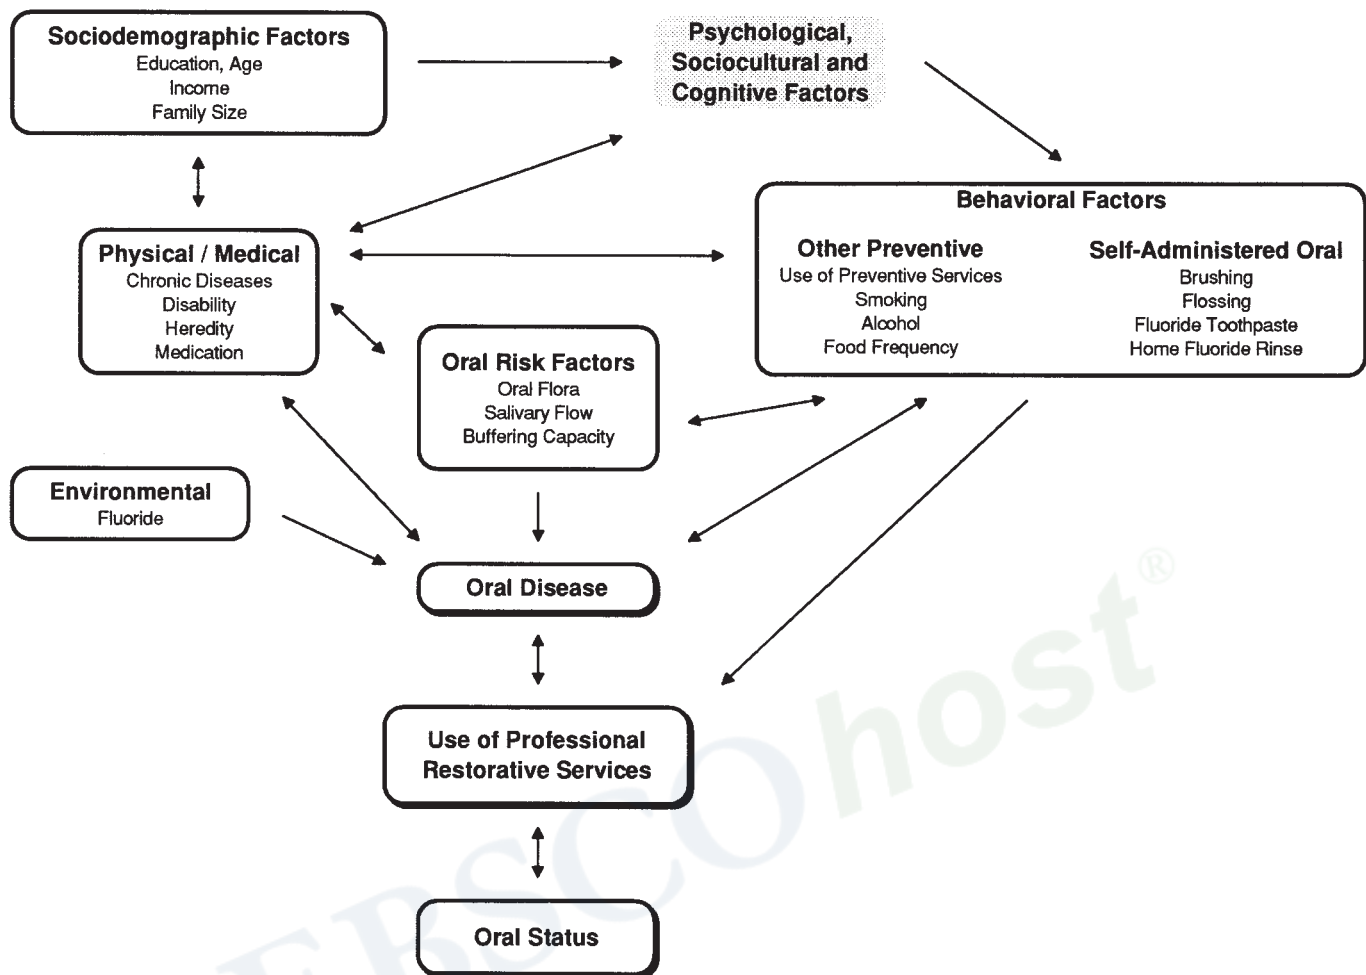 Sociodemographic Factors
Education, Age
Income
Family Size
Psychological,
Sociocultural and
Cognitive Factors
Physical / Medical
Chronic Diseases
Disability
Heredity
Medication
Behavioral Factors
Other Preventive
Use of Preventive Services
Smoking
Alcohol
Food Frequency
Self-Administered Oral
Brushing
Flossing
Fluoride Toothpaste
Home Fluoride Rinse
Oral Risk Factors
Oral Flora
Salivary Flow
Buffering Capacity
Environmental
Fluoride
Oral Disease
Use of Professional
Restorative Services
Oral Status
EBSCOhost®